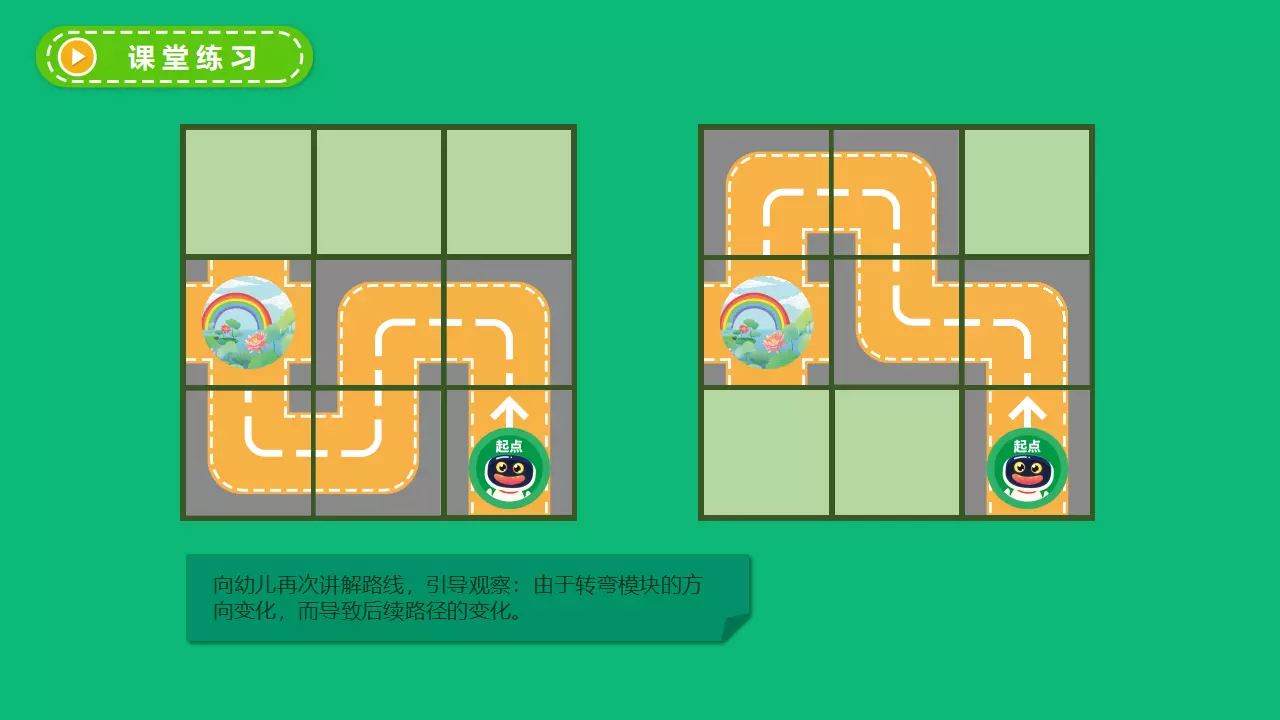 课堂练习
起点
起点
向幼儿再次讲解路线，引导观察：由于转弯模块的方
向变化，而导致后续路径的变化。